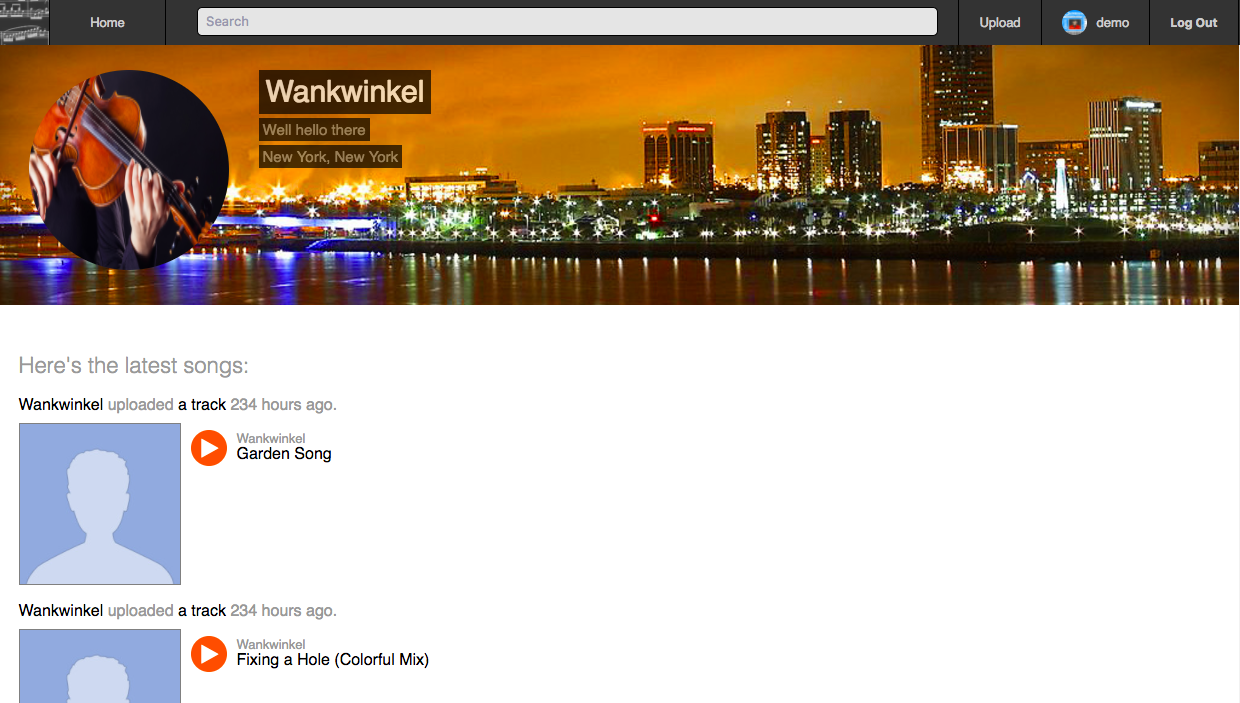 Home
Search
Upload
demo
Log Out
Wankwinkel
Well hello there
New York, New York
Here's the latest songs:
Wankwinkel uploaded a track 234 hours ago.
Wankwinkel
Garden Song
Wankwinkel uploaded a track 234 hours ago.
Wankwinkel
Fixing a Hole (Colorful Mix)